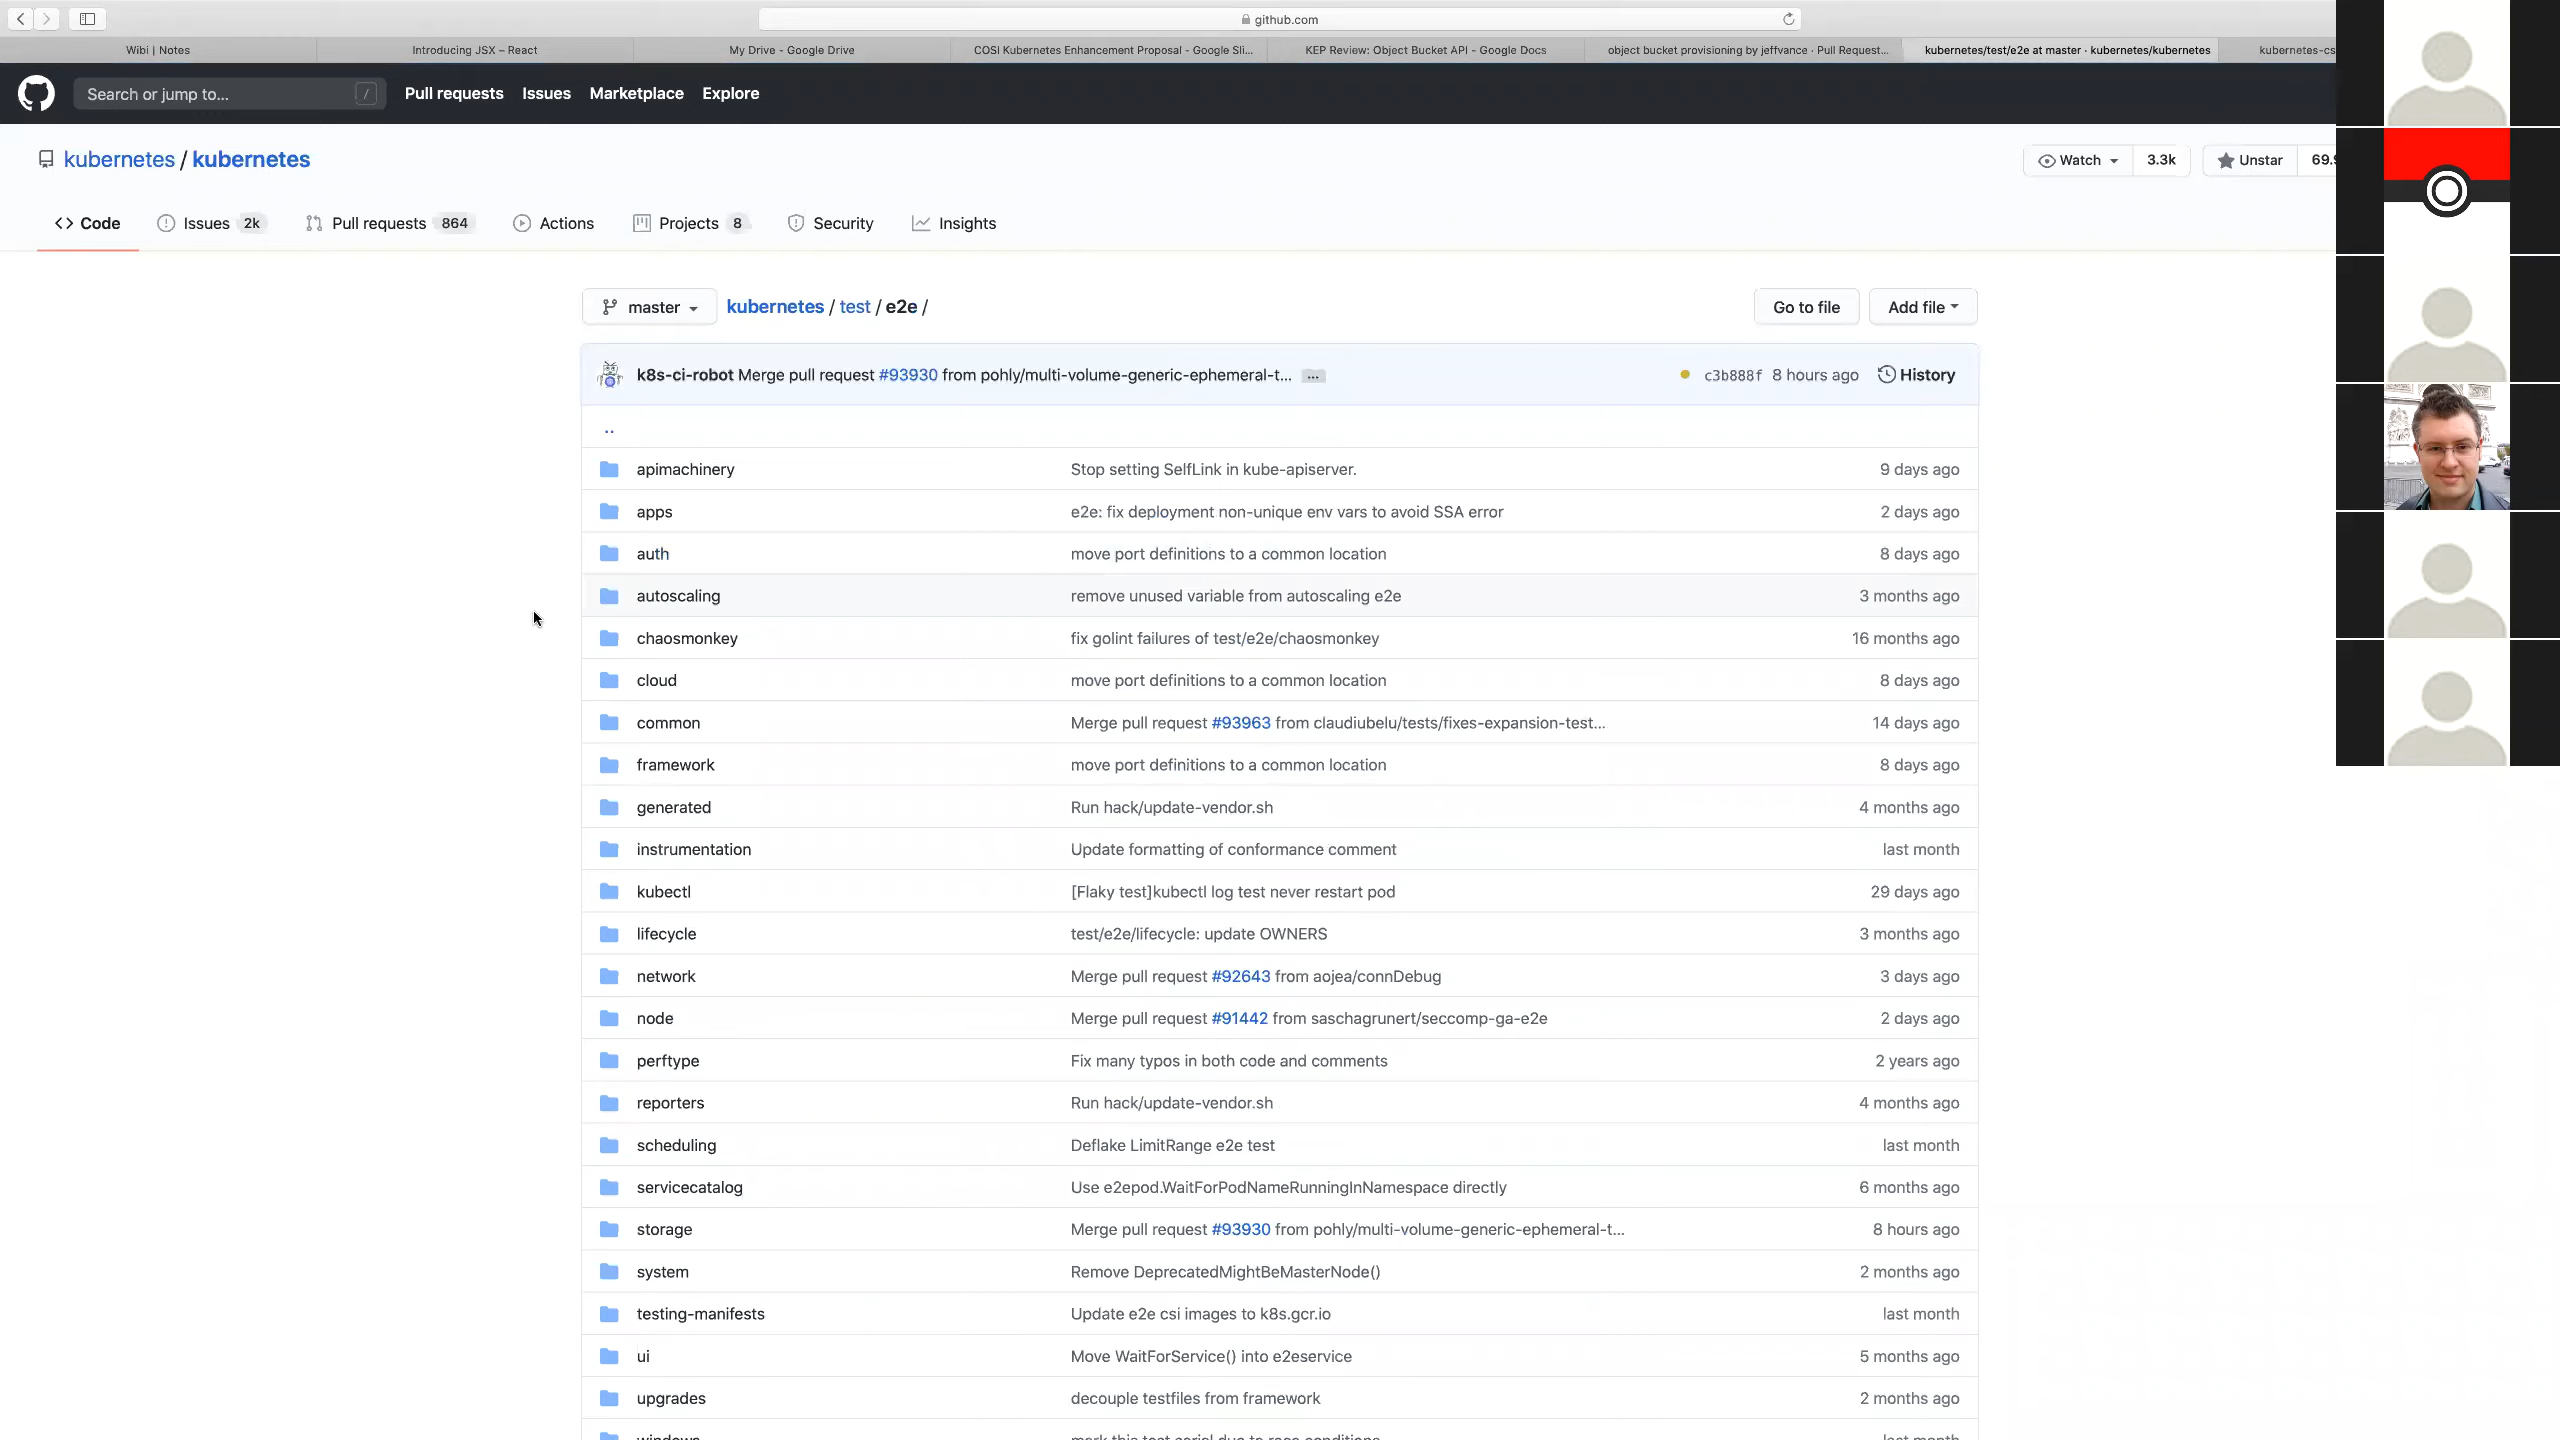 github.com
Wibi | Notes
Introducing JSX – React
My Drive - Google Drive
COSI Kubernetes Enhancement Proposal - Google Sli...
KEP Review: Object Bucket API - Google Docs
object bucket provisioning by jeffvance · Pull Request...
kubernetes/test/e2e at master · kubernetes/kubernetes
kubernetes-cs
Search or jump to... /
Pull requests Issues Marketplace Explore
kubernetes / kubernetes
Watch 3.3k Unstar 69.9
Code Issues 2k Pull requests 864 Actions Projects 8 Security Insights
master kubernetes / test / e2e / Go to file Add file
k8s-ci-robot Merge pull request #93930 from pohly/multi-volume-generic-ephemeral-t... ... c3b888f 8 hours ago History
..
apimachinery Stop setting SelfLink in kube-apiserver. 9 days ago
apps e2e: fix deployment non-unique env vars to avoid SSA error 2 days ago
auth move port definitions to a common location 8 days ago
autoscaling remove unused variable from autoscaling e2e 3 months ago
chaosmonkey fix golint failures of test/e2e/chaosmonkey 16 months ago
cloud move port definitions to a common location 8 days ago
common Merge pull request #93963 from claudiubelu/tests/fixes-expansion-test... 14 days ago
framework move port definitions to a common location 8 days ago
generated Run hack/update-vendor.sh 4 months ago
instrumentation Update formatting of conformance comment last month
kubectl [Flaky test]kubectl log test never restart pod 29 days ago
lifecycle test/e2e/lifecycle: update OWNERS 3 months ago
network Merge pull request #92643 from aojea/connDebug 3 days ago
node Merge pull request #91442 from saschagrunert/seccomp-ga-e2e 2 days ago
perftype Fix many typos in both code and comments 2 years ago
reporters Run hack/update-vendor.sh 4 months ago
scheduling Deflake LimitRange e2e test last month
servicecatalog Use e2epod.WaitForPodNameRunningInNamespace directly 6 months ago
storage Merge pull request #93930 from pohly/multi-volume-generic-ephemeral-t... 8 hours ago
system Remove DeprecatedMightBeMasterNode() 2 months ago
testing-manifests Update e2e csi images to k8s.gcr.io last month
ui Move WaitForService() into e2eservice 5 months ago
upgrades decouple testfiles from framework 2 months ago
windows mark this test serial due to race conditions last month